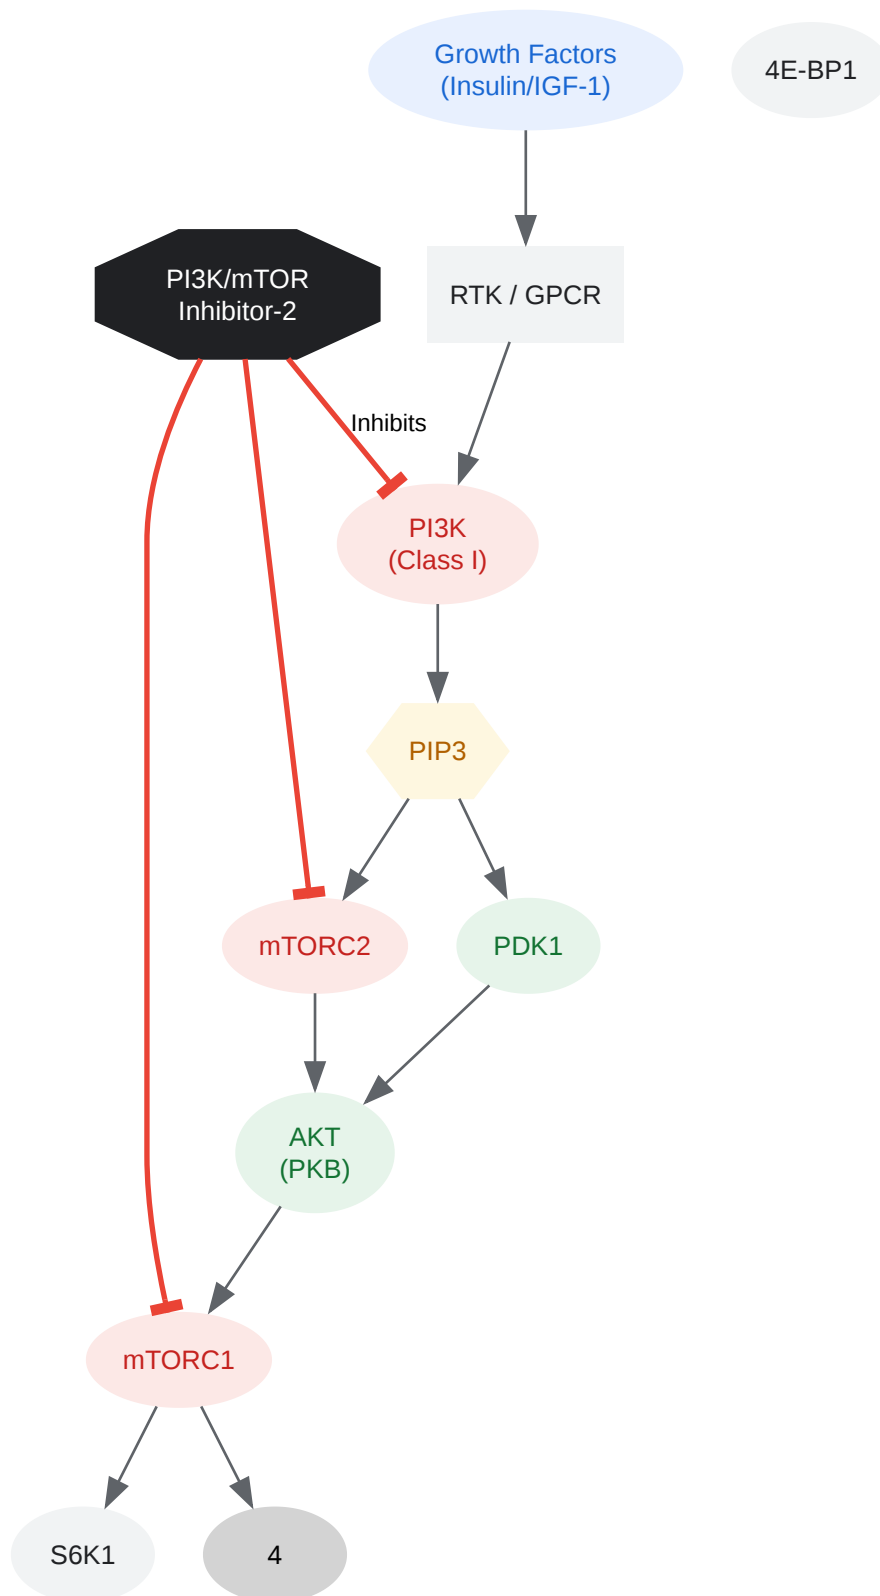 Growth Factors
(Insulin/IGF-1)
4E-BP1
PI3K/mTOR
Inhibitor-2
RTK / GPCR
Inhibits
PI3K
(Class I)
PIP3
mTORC2
PDK1
AKT
(PKB)
mTORC1
S6K1
4